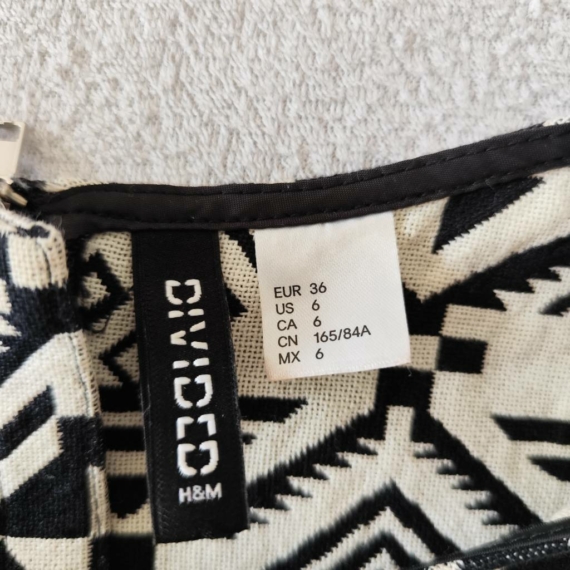 DIVIDED
H&M
EUR 36
US 6
CA 6
CN 165/84A
MX 6